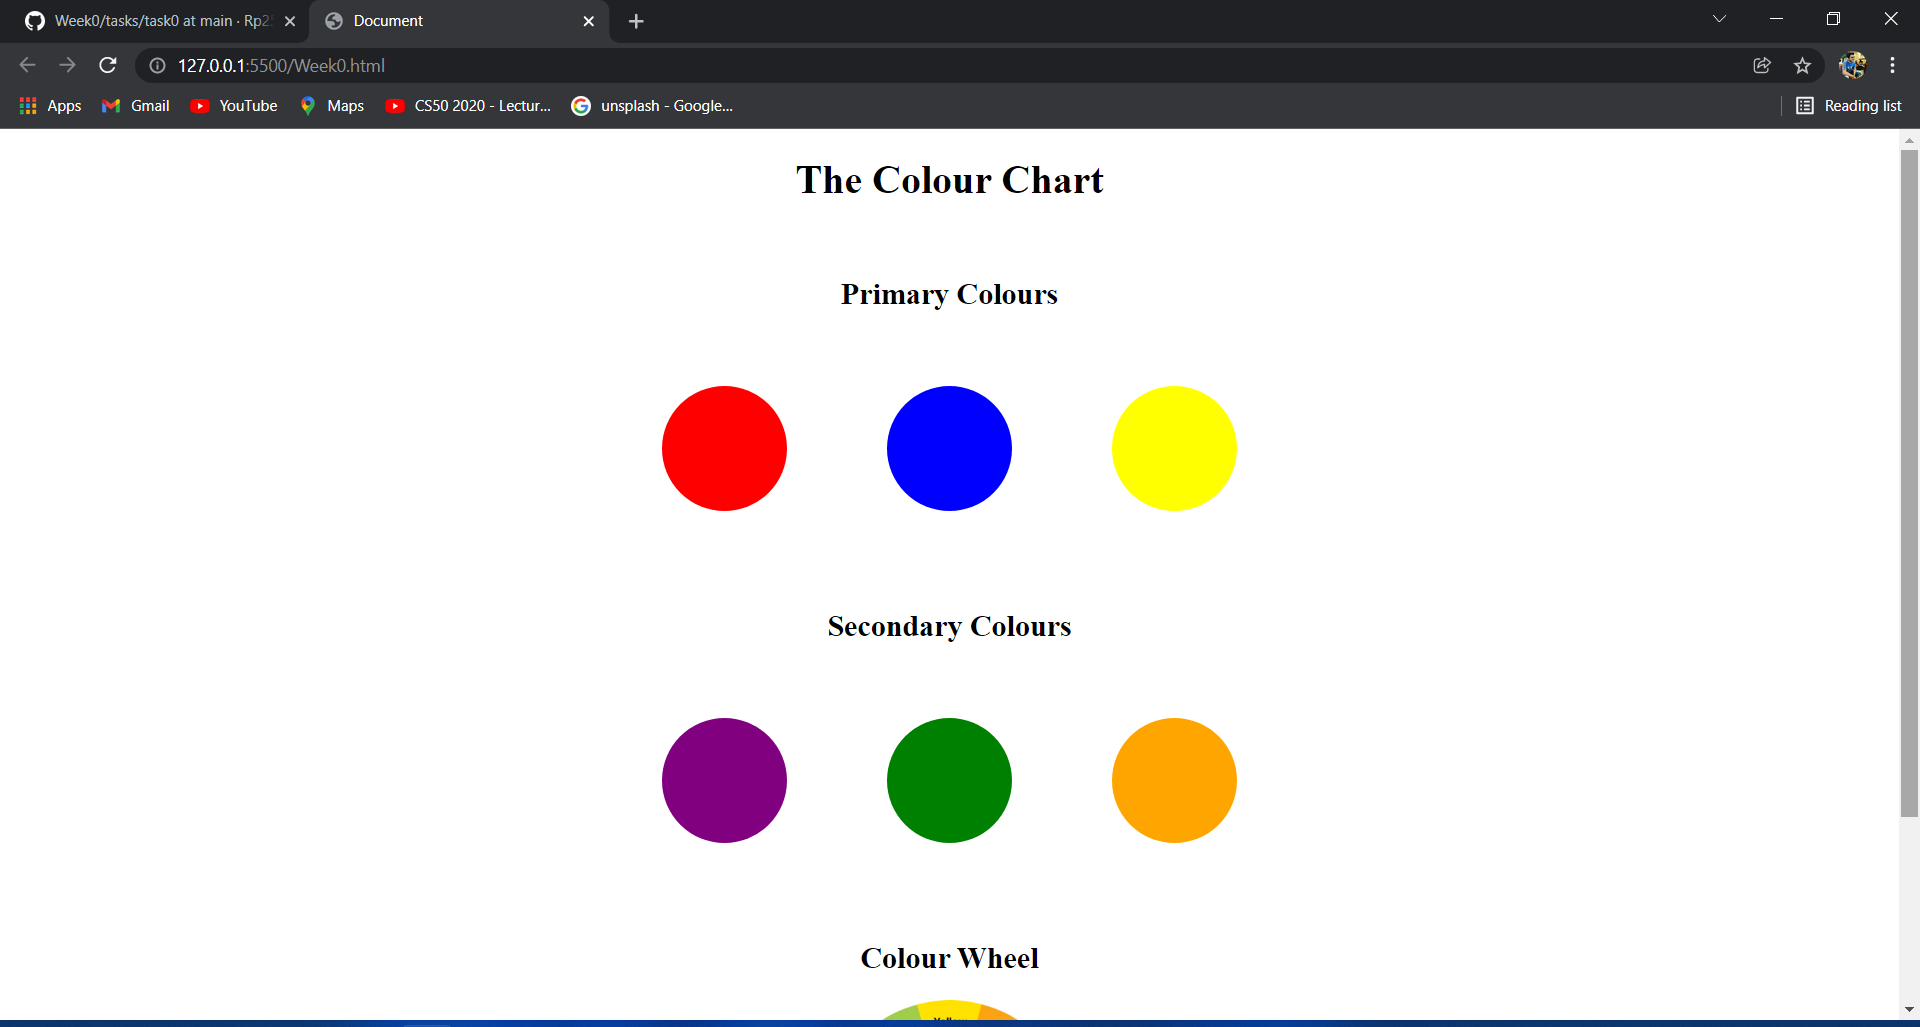 Week0/tasks/task0 at main · Rp2
Document
127.0.0.1:5500/Week0.html
Apps
Gmail
YouTube
Maps
CS50 2020 - Lectur...
unsplash - Google...
Reading list
The Colour Chart
Primary Colours
Secondary Colours
Colour Wheel